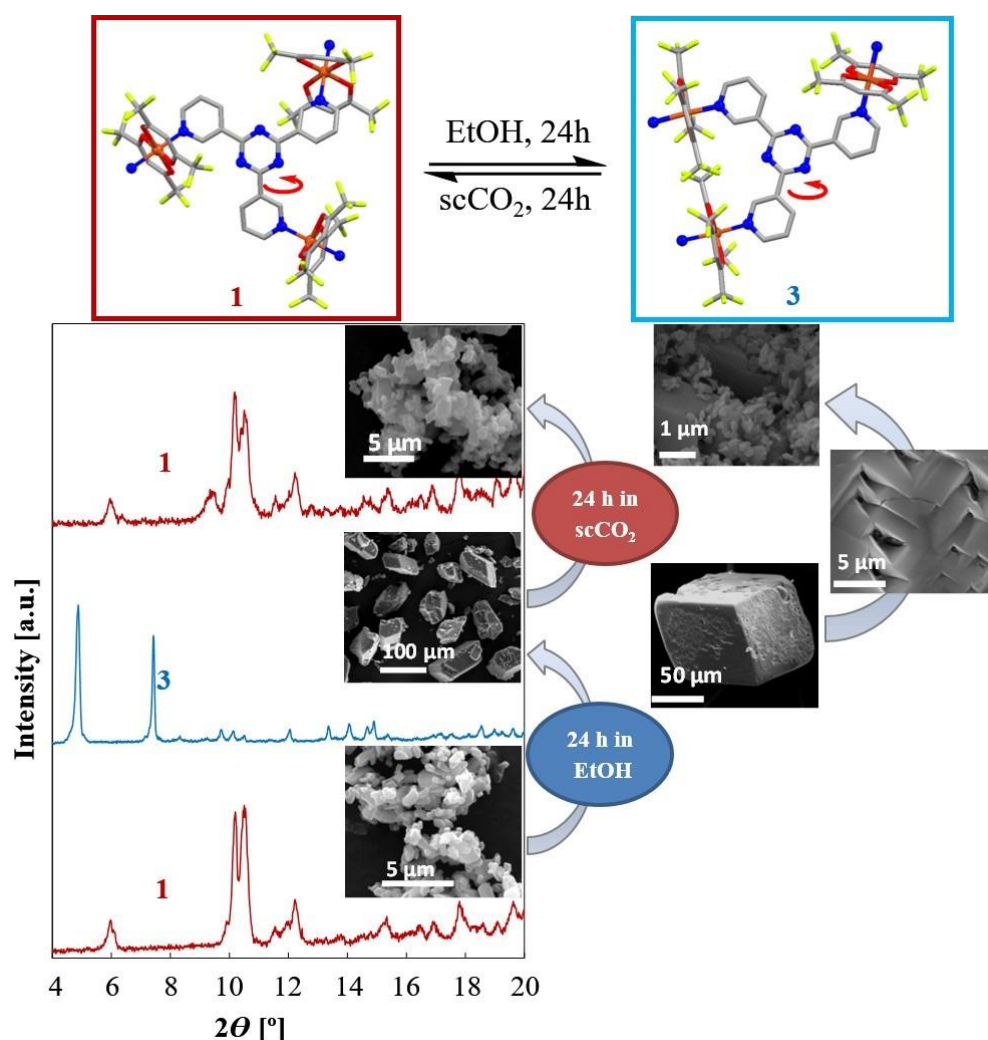 EtOH, 24h
scCO₂, 24h
1
3
5 µm
1 µm
1
24 h in
scCO₂
5 µm
100 µm
3
50 µm
24 h in
EtOH
5 µm
1
Intensity [a.u.]
4 6 8 10 12 14 16 18 20
2Θ [º]